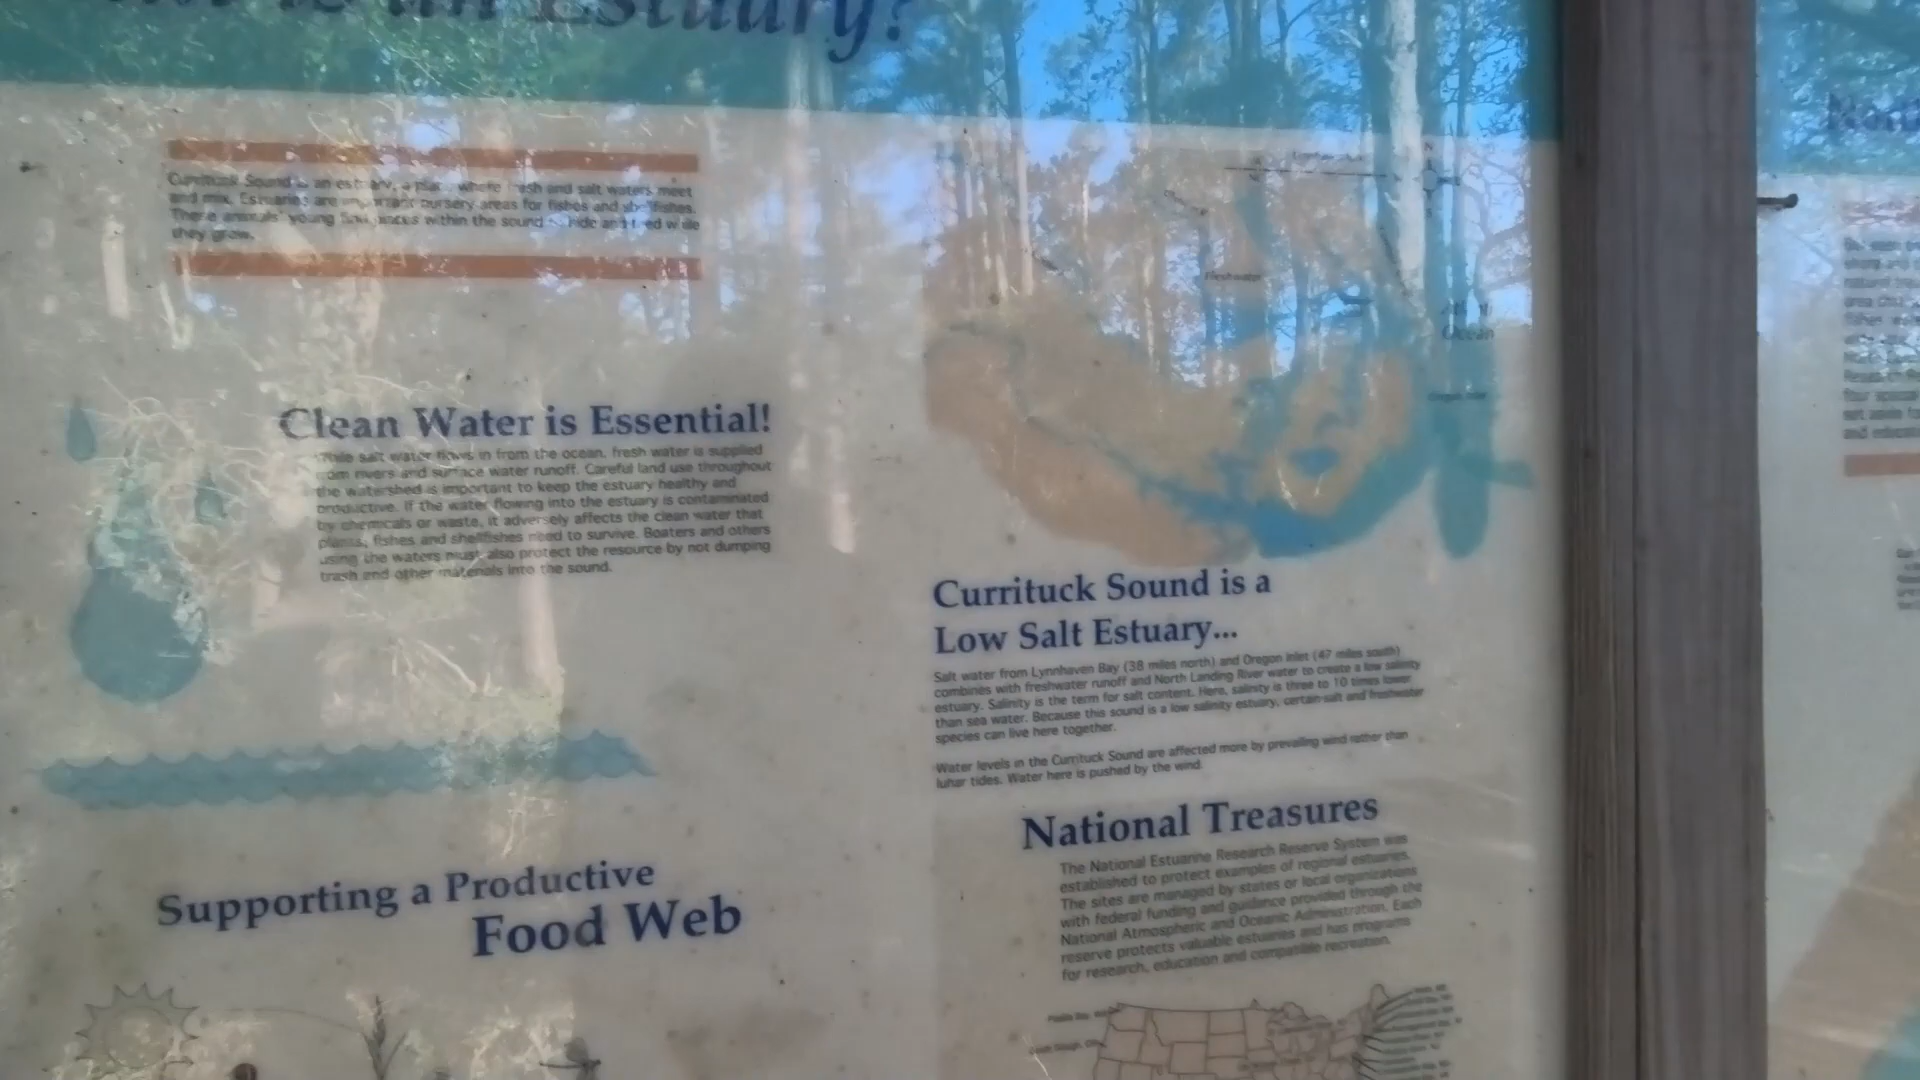 an Estuary?
Currituck Sound is an estuary, a place where fresh and salt waters meet
and mix. Estuaries are important nursery areas for fishes and shellfishes.
These animals' young find places within the sound to hide and feed while
they grow.
Clean Water is Essential!
While salt water flows in from the ocean, fresh water is supplied
from rivers and surface water runoff. Careful land use throughout
the watershed is important to keep the estuary healthy and
productive. If the water flowing into the estuary is contaminated
by chemicals or waste, it adversely affects the clean water that
plants, fishes and shellfishes need to survive. Boaters and others
using the waters must also protect the resource by not dumping
trash and other materials into the sound.
Supporting a Productive
Food Web
Freshwater
Ocean
Oregon Inlet
Currituck Sound is a
Low Salt Estuary...
Salt water from Lynnhaven Bay (38 miles north) and Oregon Inlet (47 miles south)
combines with freshwater runoff and North Landing River water to create a low salinity
estuary. Salinity is the term for salt content. Here, salinity is three to 10 times lower
than sea water. Because this sound is a low salinity estuary, certain salt and freshwater
species can live here together.
Water levels in the Currituck Sound are affected more by prevailing wind rather than
lunar tides. Water here is pushed by the wind.
National Treasures
The National Estuarine Research Reserve System was
established to protect examples of regional estuaries.
The sites are managed by states or local organizations
with federal funding and guidance provided through the
National Atmospheric and Oceanic Administration. Each
reserve protects valuable estuaries and has programs
for research, education and compatible recreation.